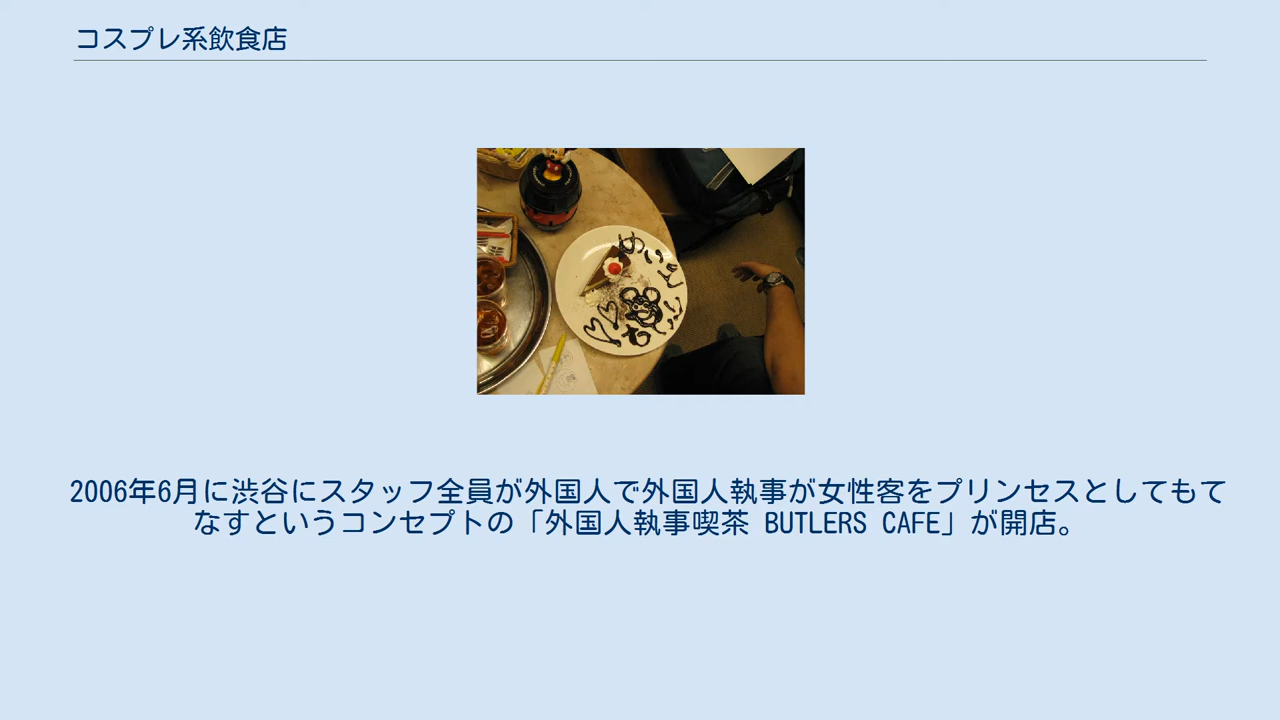 コスプレ系飲食店
2006年6月に渋谷にスタッフ全員が外国人で外国人執事が女性客をプリンセスとしてもて
なすというコンセプトの「外国人執事喫茶 BUTLERS CAFE」が開店。